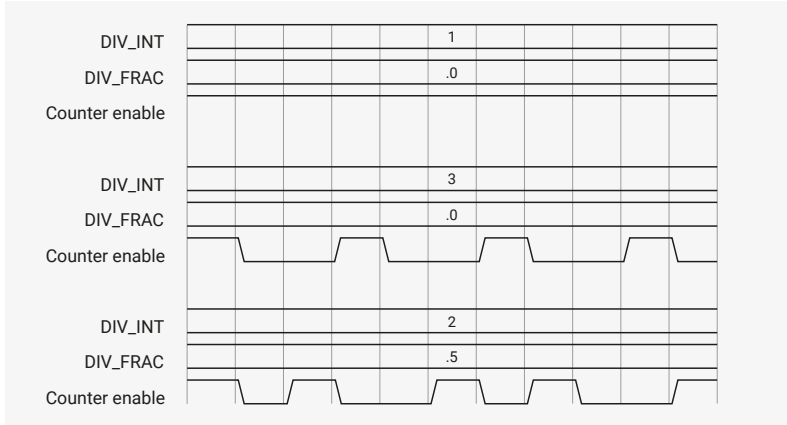 DIV_INT 1
DIV_FRAC .0
Counter enable
DIV_INT 3
DIV_FRAC .0
Counter enable
DIV_INT 2
DIV_FRAC .5
Counter enable